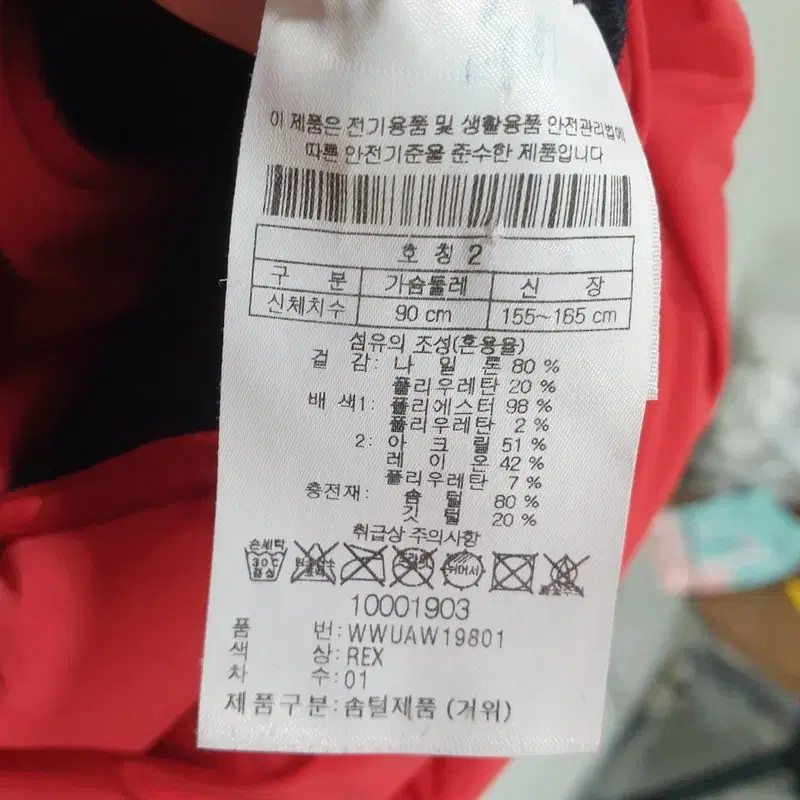 이 제품은 전기용품 및 생활용품 안전관리법에
따른 안전기준을 준수한 제품입니다
호 칭 2
구 분 가슴둘레 신 장
신체치수 90 cm 155~165 cm
섬유의 조성(혼용율)
겉 감: 나 일 론 80 %
폴리우레탄 20 %
배 색1: 폴리에스터 98 %
폴리우레탄 2 %
2: 아 크 릴 51 %
레 이 온 42 %
폴리우레탄 7 %
충전재: 솜 털 80 %
깃 털 20 %
취급상 주의사항
손세탁
30℃
중성
뉘어서
10001903
품 번: WWUAW19801
색 상: REX
차 수: 01
제품구분: 솜털제품 (거위)